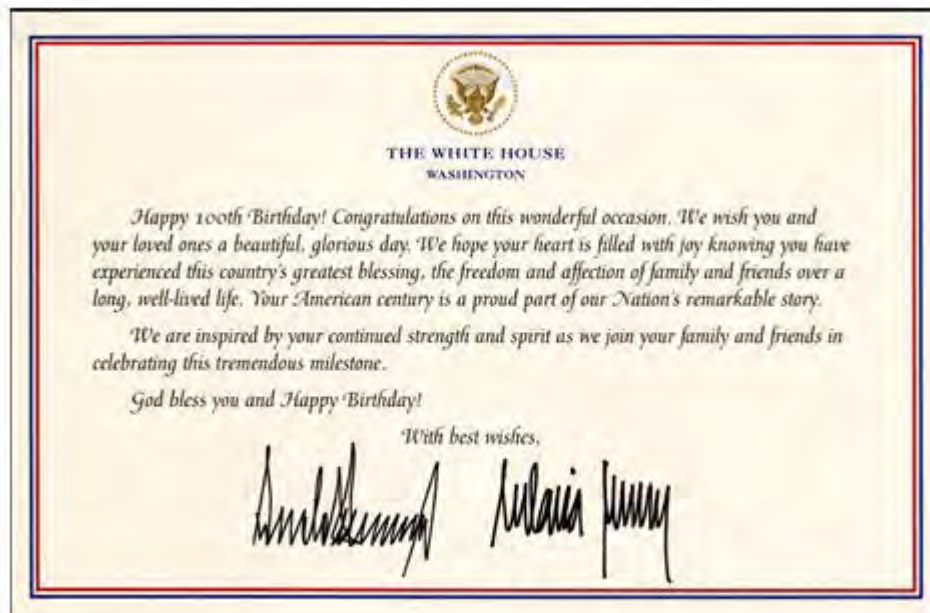 THE WHITE HOUSE
WASHINGTON
Happy 100th Birthday! Congratulations on this wonderful occasion. We wish you and
your loved ones a beautiful, glorious day. We hope your heart is filled with joy knowing you have
experienced this country's greatest blessing, the freedom and affection of family and friends over a
long, well-lived life. Your American century is a proud part of our Nation's remarkable story.
We are inspired by your continued strength and spirit as we join your family and friends in
celebrating this tremendous milestone.
God bless you and Happy Birthday!
With best wishes,